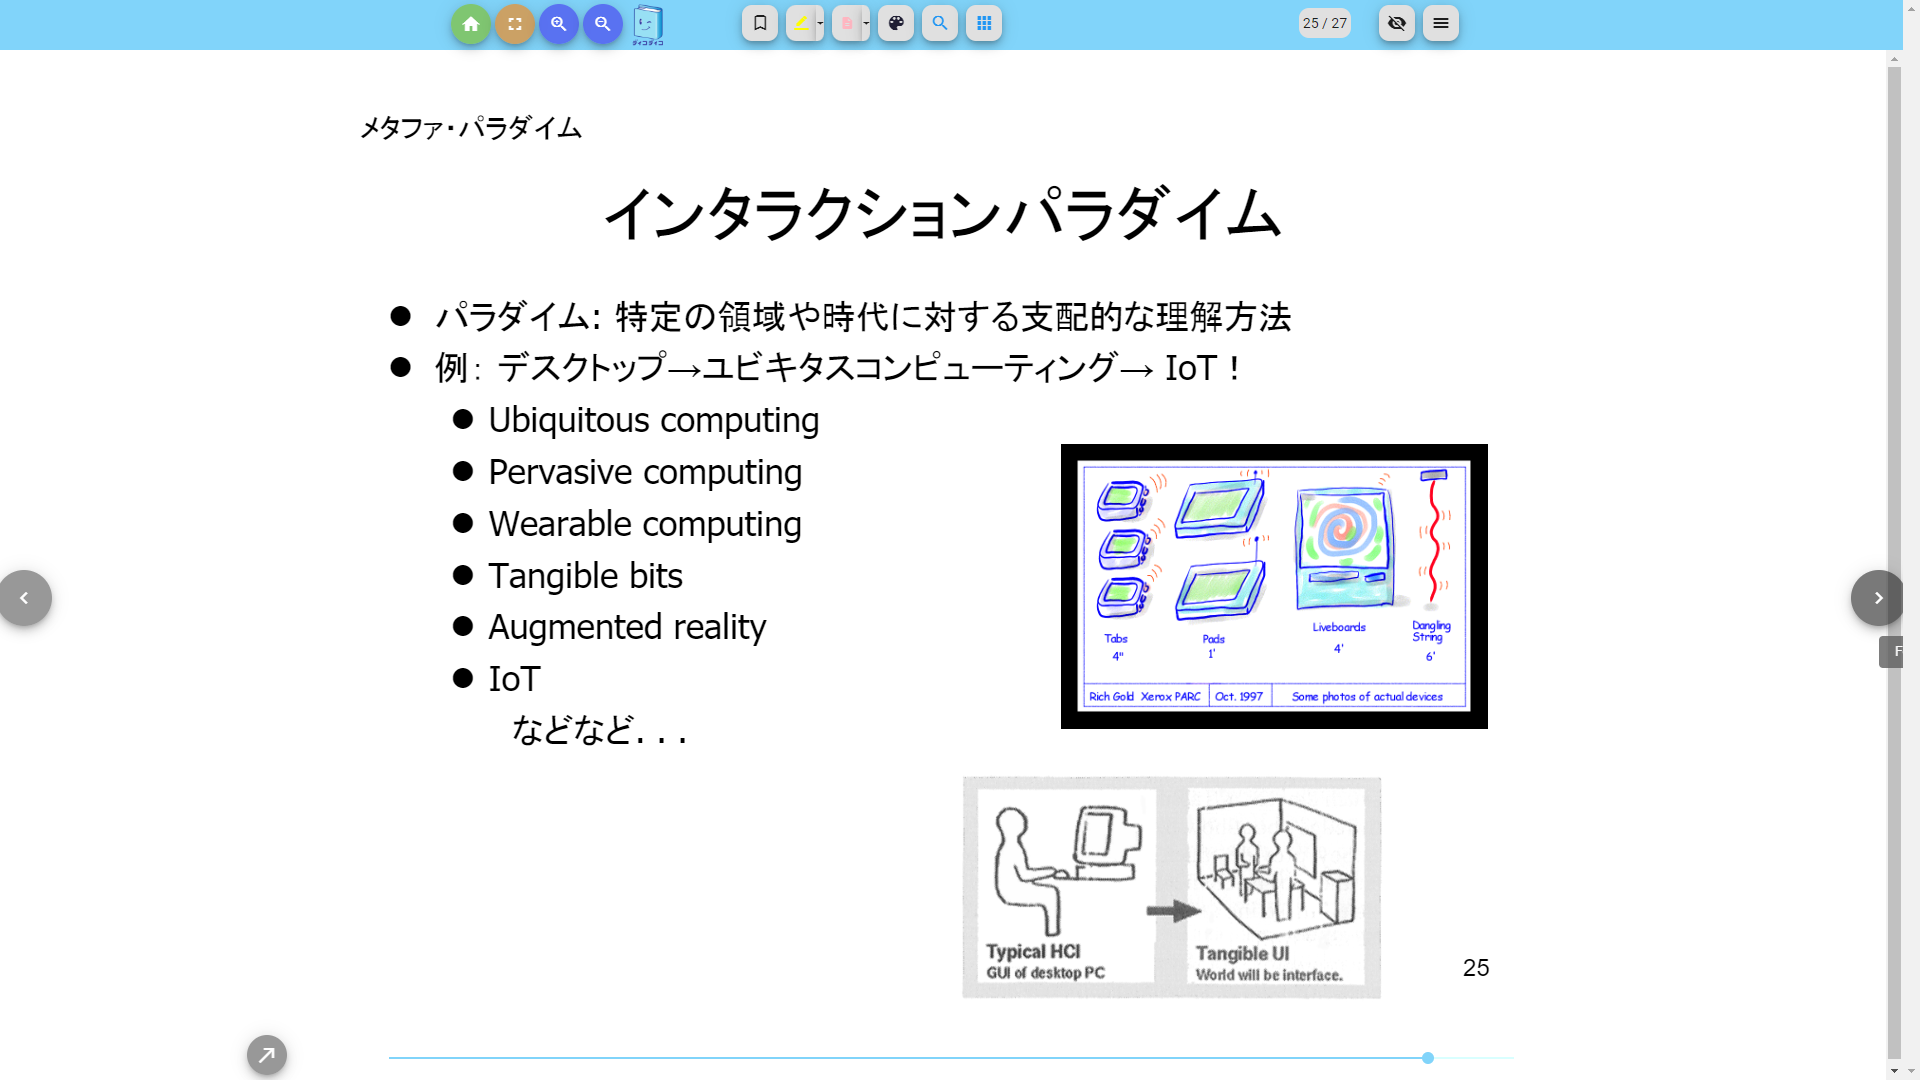 ダイコダイコ
25 / 27
メタファ・パラダイム
インタラクションパラダイム
● パラダイム: 特定の領域や時代に対する支配的な理解方法
● 例: デスクトップ→ユビキタスコンピューティング→ IoT！
● Ubiquitous computing
● Pervasive computing
● Wearable computing
● Tangible bits
● Augmented reality
● IoT
などなど...
Tabs
4"
Pads
1'
Liveboards
4'
Dangling
String
6'
Rich Gold Xerox PARC
Oct. 1997
Some photos of actual devices
Typical HCI
GUI of desktop PC
Tangible UI
World will be interface.
25
F